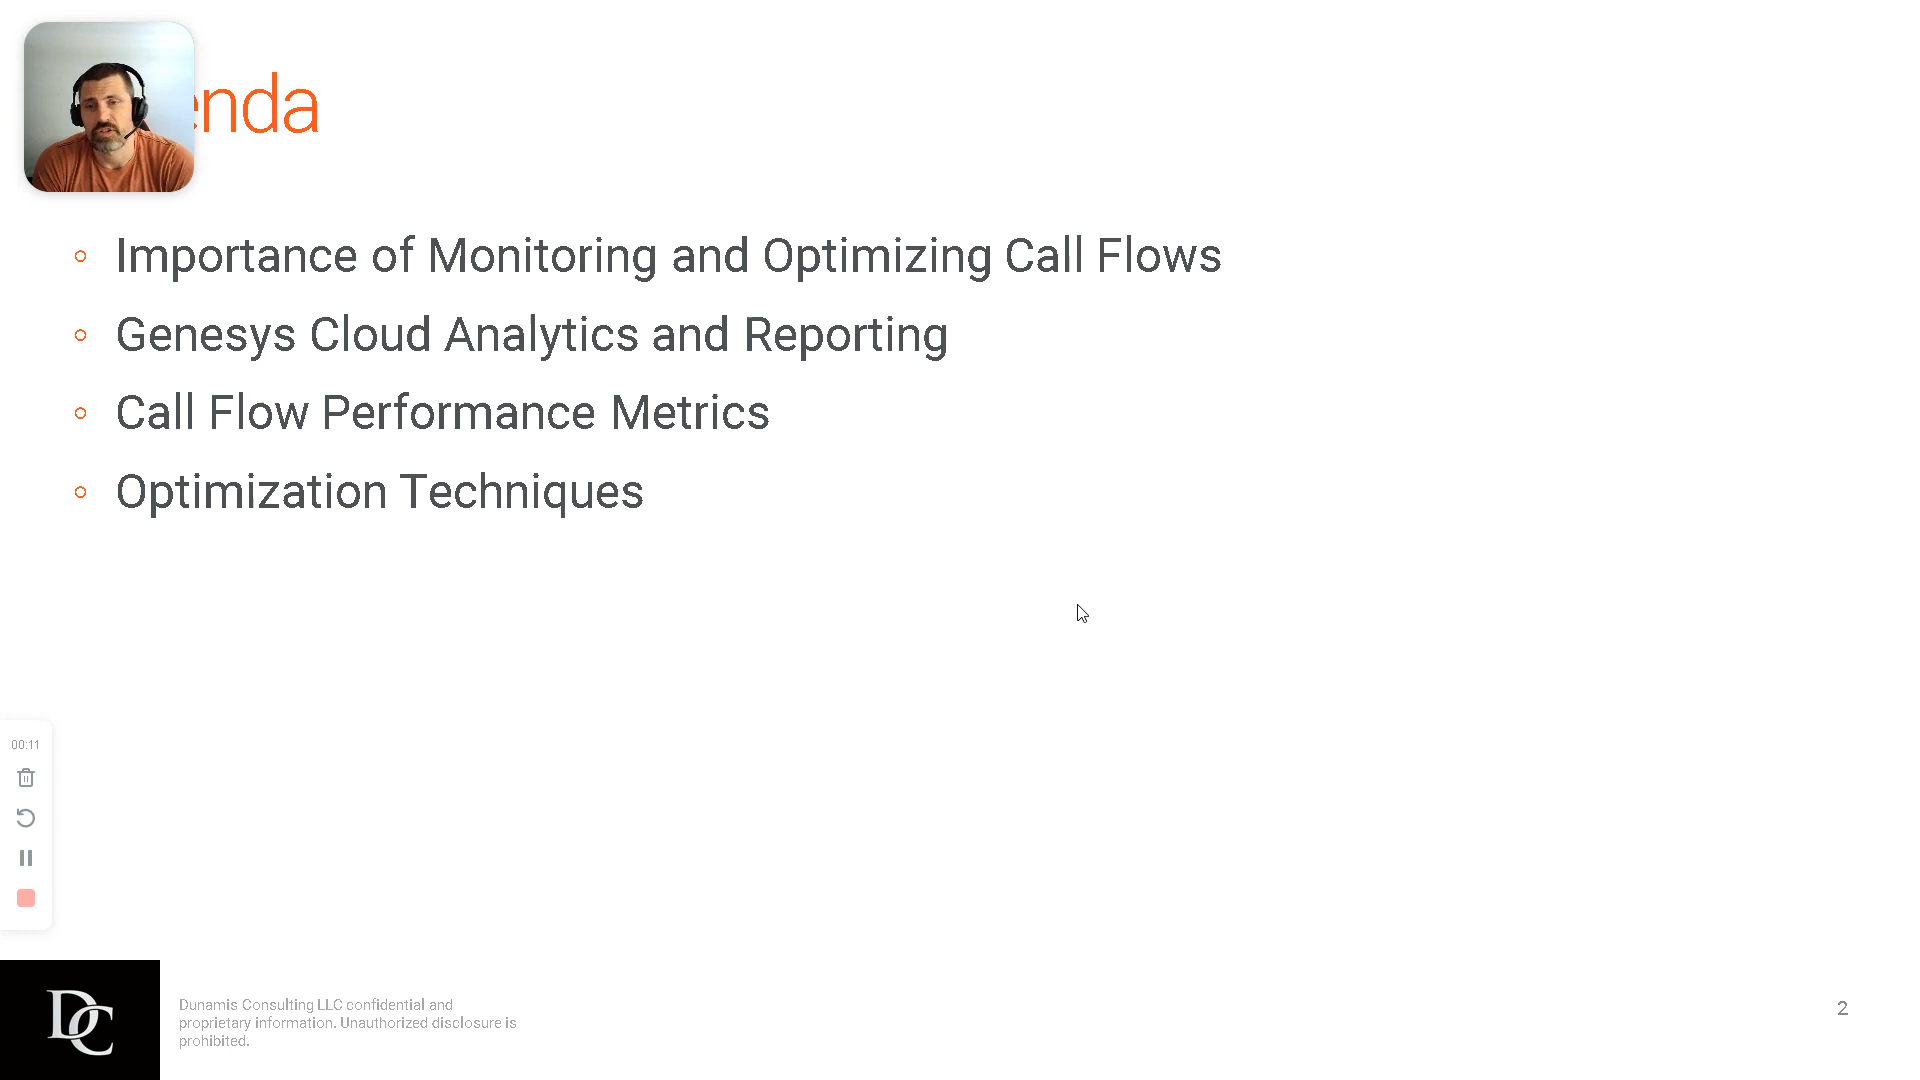 enda
Importance of Monitoring and Optimizing Call Flows
Genesys Cloud Analytics and Reporting
Call Flow Performance Metrics
Optimization Techniques
00:11
DC
Dunamis Consulting LLC confidential and
proprietary information. Unauthorized disclosure is
prohibited.
2